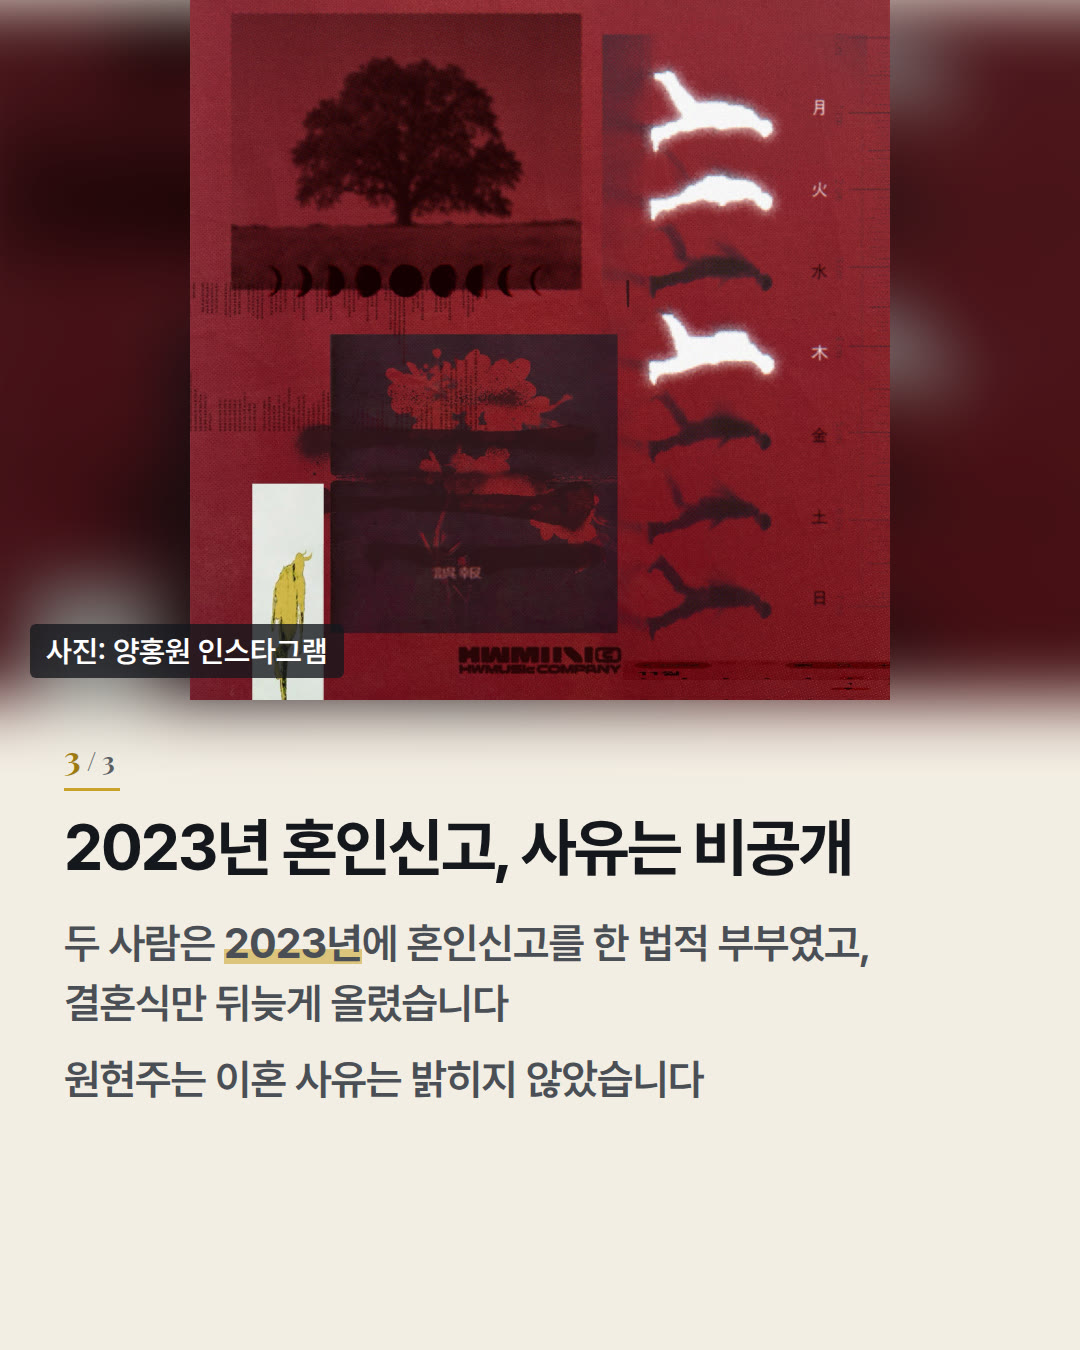 月
火
水
木
金
土
日
誤報
HWMUSIC COMPANY
사진: 양홍원 인스타그램
3 / 3
2023년 혼인신고, 사유는 비공개
두 사람은 2023년에 혼인신고를 한 법적 부부였고,
결혼식만 뒤늦게 올렸습니다
원현주는 이혼 사유는 밝히지 않았습니다